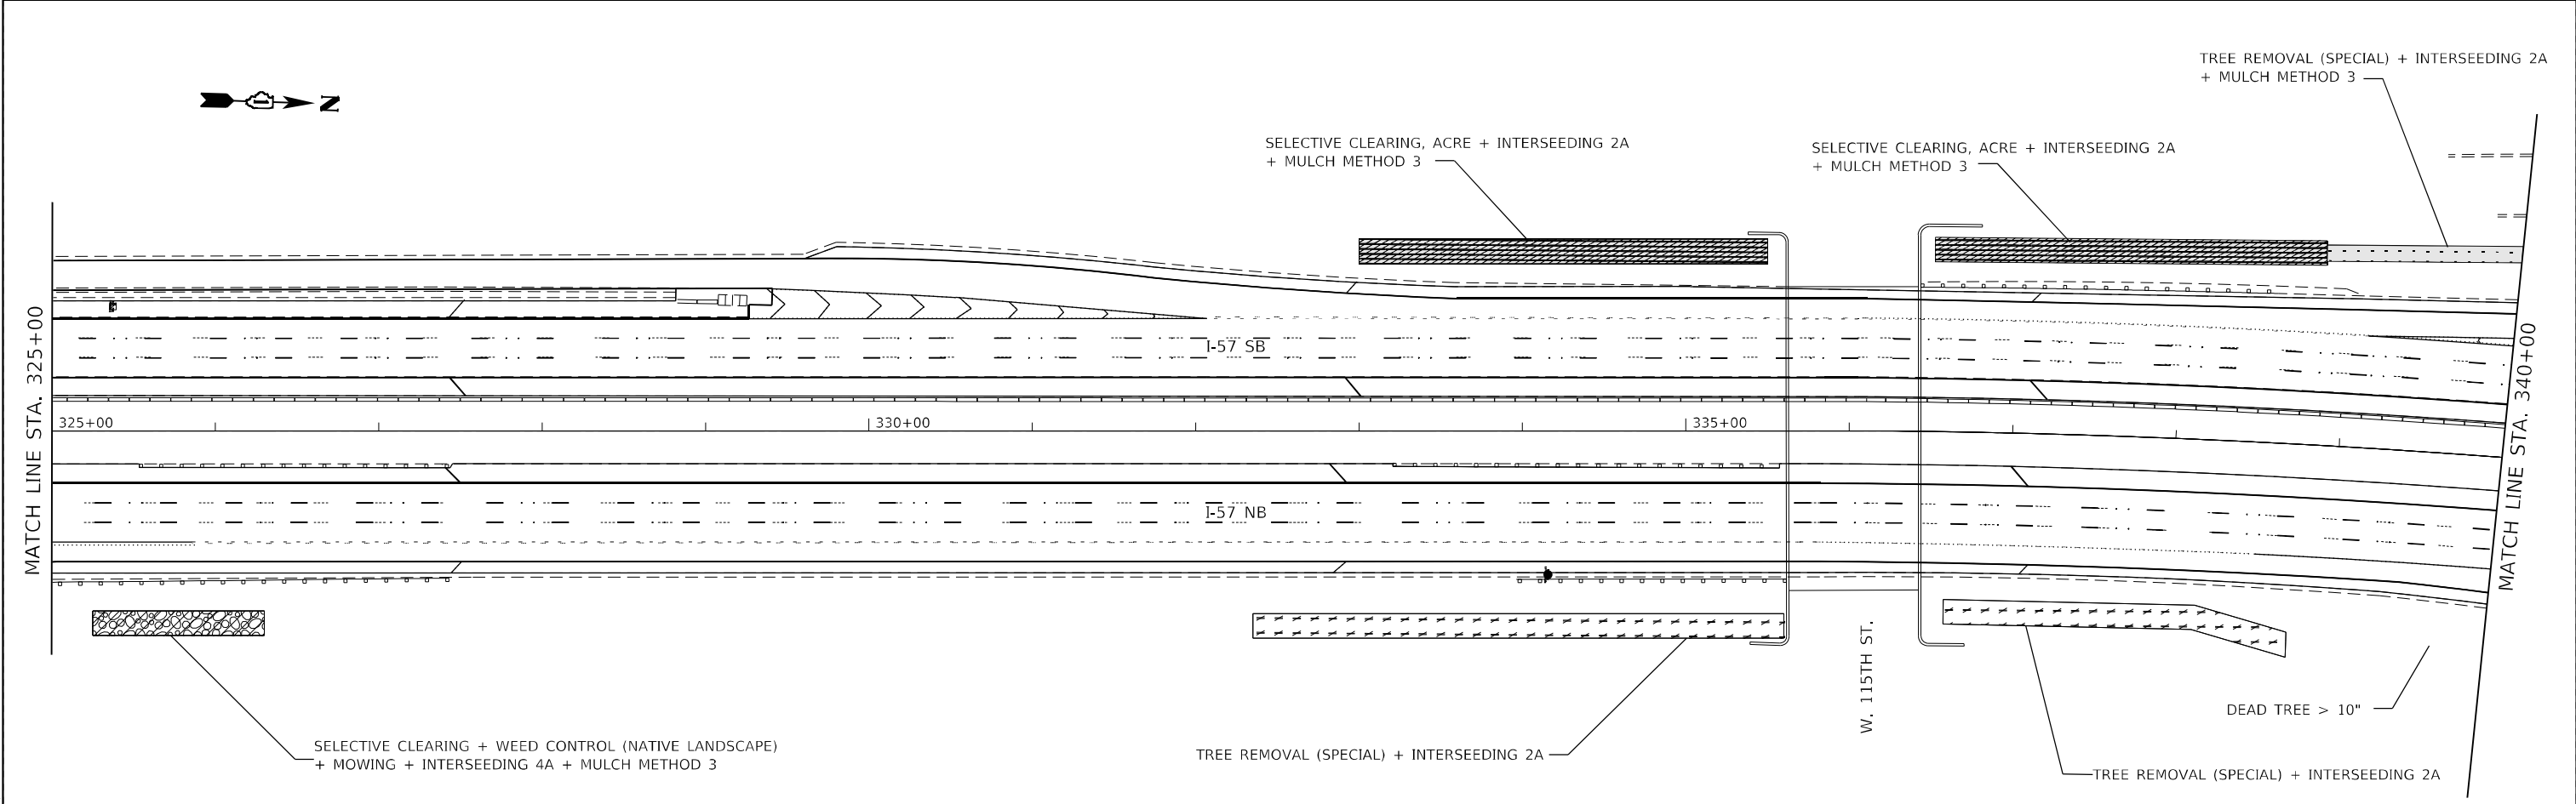 TREE REMOVAL (SPECIAL) + INTERSEEDING 2A
+ MULCH METHOD 3
N
SELECTIVE CLEARING, ACRE + INTERSEEDING 2A
+ MULCH METHOD 3
SELECTIVE CLEARING, ACRE + INTERSEEDING 2A
+ MULCH METHOD 3
MATCH LINE STA. 325+00
I-57 SB
MATCH LINE STA. 340+00
325+00
330+00
335+00
I-57 NB
W. 115TH ST.
DEAD TREE > 10"
SELECTIVE CLEARING + WEED CONTROL (NATIVE LANDSCAPE)
+ MOWING + INTERSEEDING 4A + MULCH METHOD 3
TREE REMOVAL (SPECIAL) + INTERSEEDING 2A
TREE REMOVAL (SPECIAL) + INTERSEEDING 2A